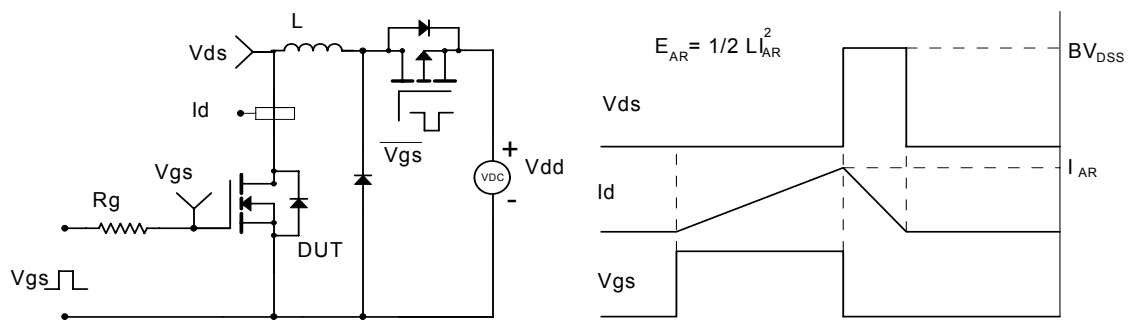 L
Vds
Id
Vgs
+
VDC
Vdd
-
Vgs
Rg
DUT
Vgs
E_AR = 1/2 LI_AR^2
BV_DSS
Vds
I_AR
Id
Vgs